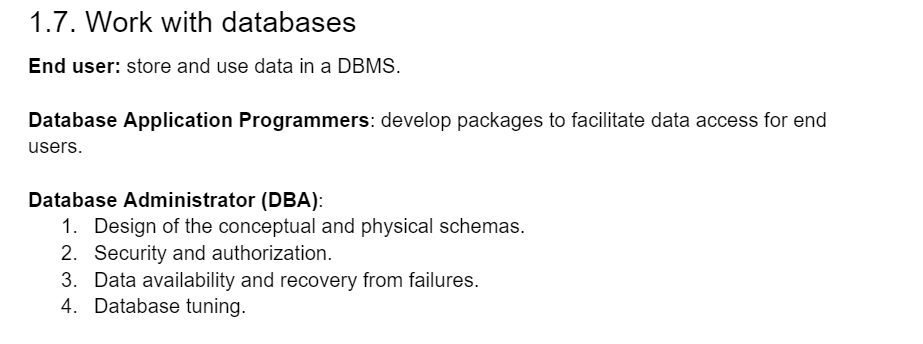 1.7. Work with databases
End user: store and use data in a DBMS.
Database Application Programmers: develop packages to facilitate data access for end
users.
Database Administrator (DBA):
1. Design of the conceptual and physical schemas.
2. Security and authorization.
3. Data availability and recovery from failures.
4. Database tuning.